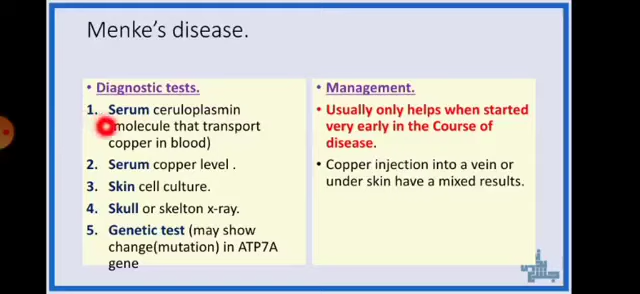 Menke's disease.
• Diagnostic tests.
1. Serum ceruloplasmin
molecule that transport
copper in blood)
2. Serum copper level .
3. Skin cell culture.
4. Skull or skelton x-ray.
5. Genetic test (may show
change(mutation) in ATP7A
gene
• Management.
• Usually only helps when started
very early in the Course of
disease.
• Copper injection into a vein or
under skin have a mixed results.